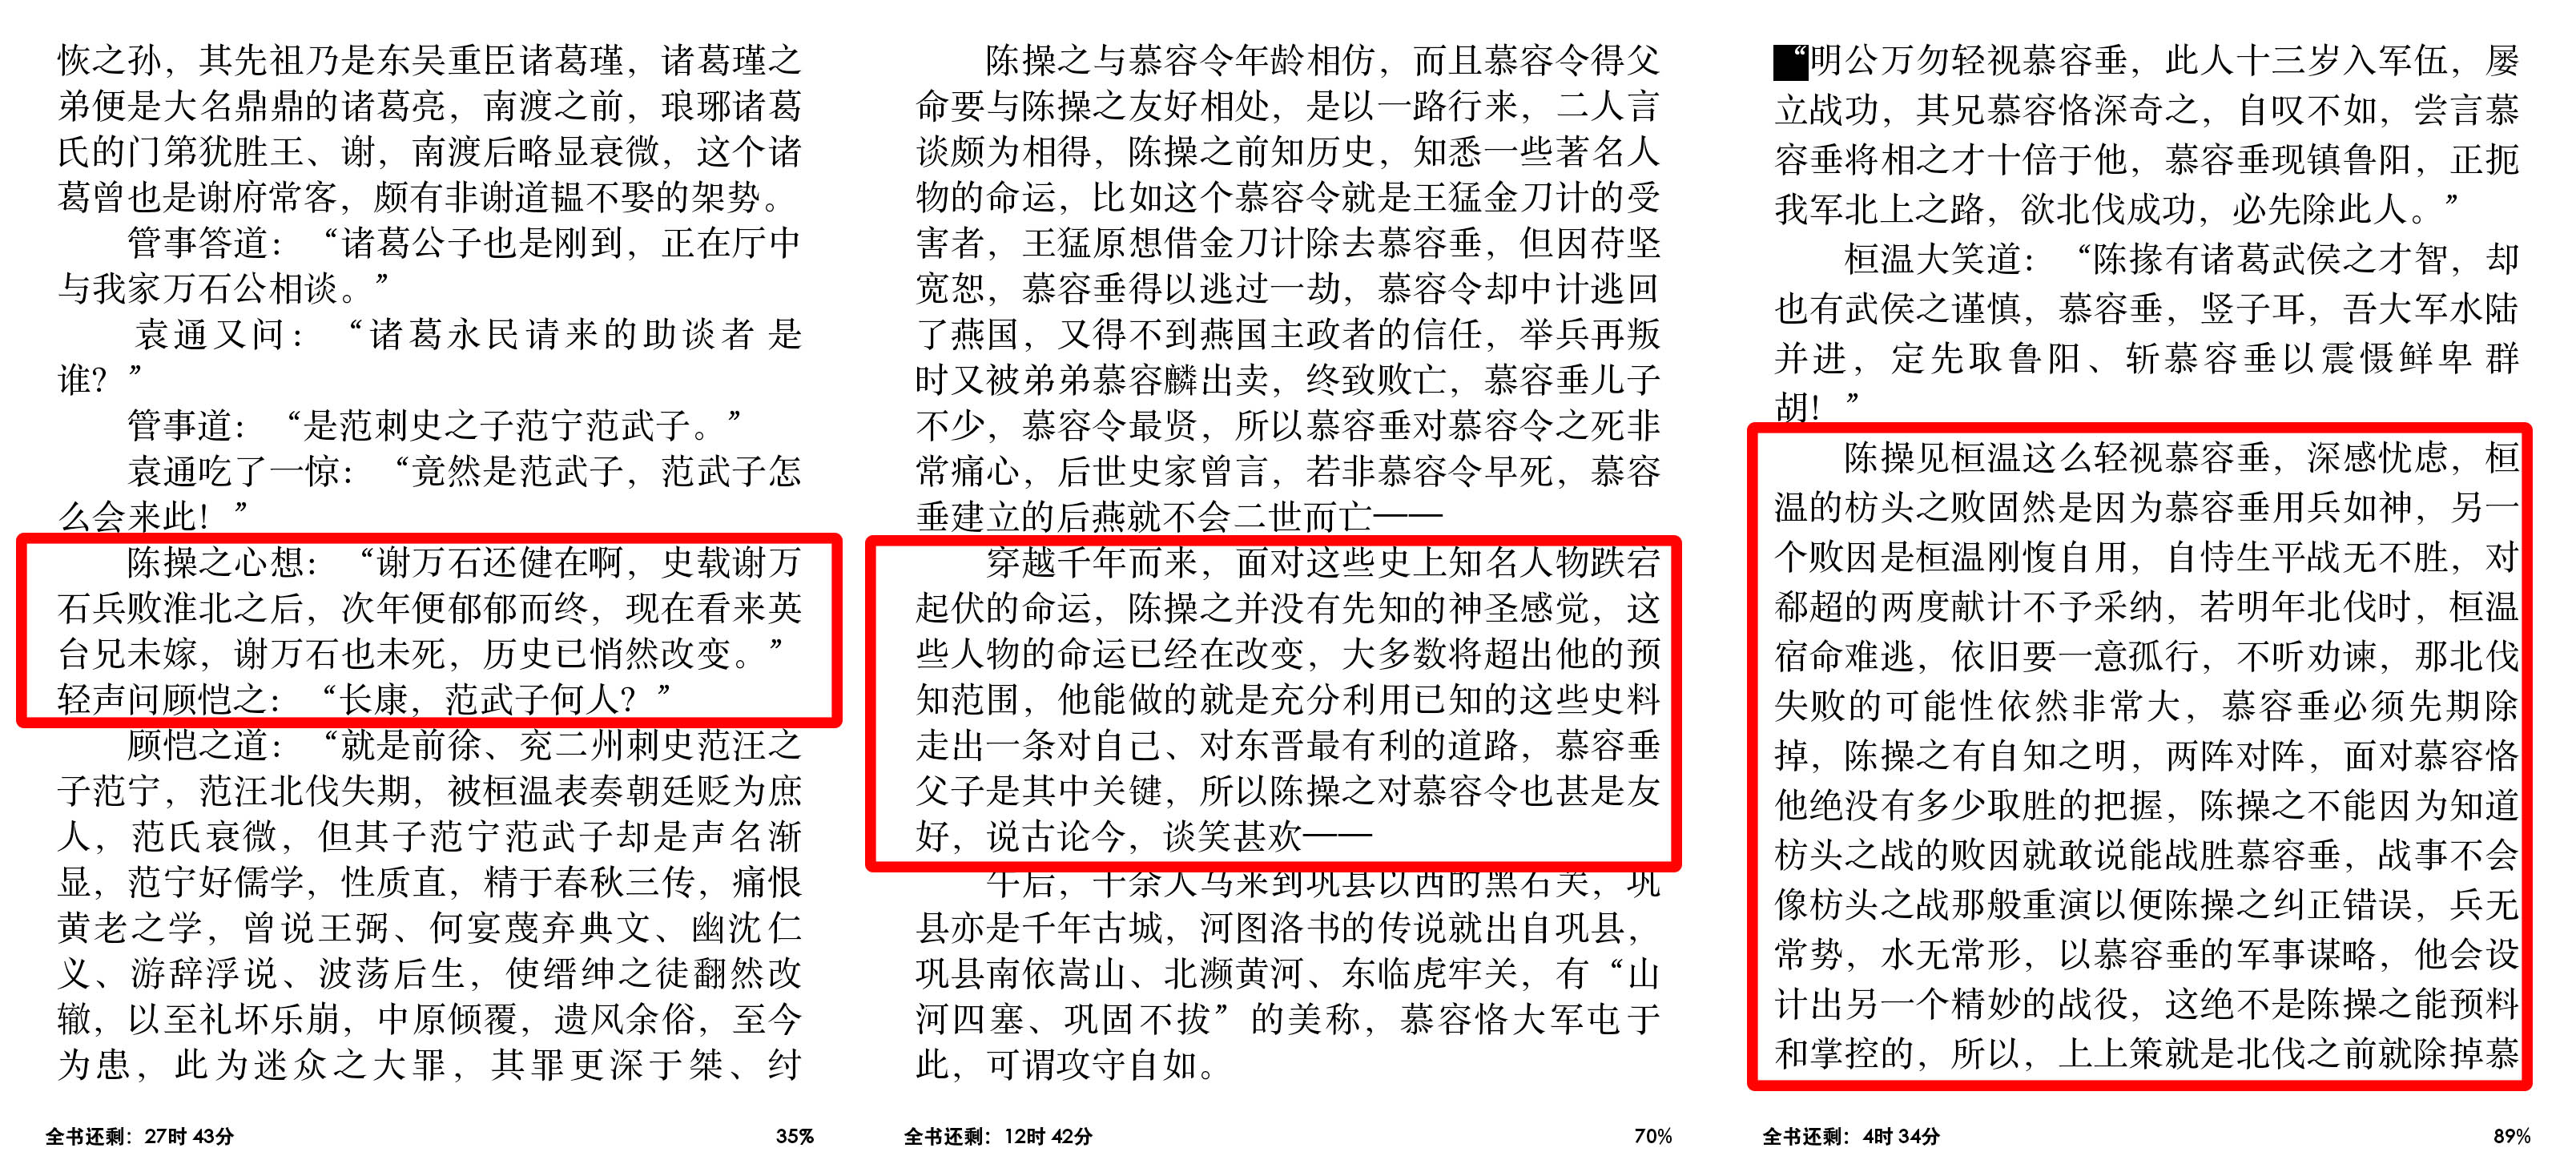 恢之孙，其先祖乃是东吴重臣诸葛瑾，诸葛瑾之
弟便是大名鼎鼎的诸葛亮，南渡之前，琅琊诸葛
氏的门第犹胜王、谢，南渡后略显衰微，这个诸
葛曾也是谢府常客，颇有非谢道韫不娶的架势。
管事答道：“诸葛公子也是刚到，正在厅中
与我家万石公相谈。”
袁通又问：“诸葛永民请来的助谈者 是
谁？”
管事道：“是范刺史之子范宁范武子。”
袁通吃了一惊：“竟然是范武子，范武子怎
么会来此！”
陈操之心想：“谢万石还健在啊，史载谢万
石兵败淮北之后，次年便郁郁而终，现在看来英
台兄未嫁，谢万石也未死，历史已悄然改变。”
轻声问顾恺之：“长康，范武子何人？”
顾恺之道：“就是前徐、兖二州刺史范汪之
子范宁，范汪北伐失期，被桓温表奏朝廷贬为庶
人，范氏衰微，但其子范宁范武子却是声名渐
显，范宁好儒学，性质直，精于春秋三传，痛恨
黄老之学，曾说王弼、何宴蔑弃典文、幽沈仁
义、游辞浮说、波荡后生，使缙绅之徒翻然改
辙，以至礼坏乐崩，中原倾覆，遗风余俗，至今
为患，此为迷众之大罪，其罪更深于桀、纣
全书还剩：27时 43分
35%
陈操之与慕容令年龄相仿，而且慕容令得父
命要与陈操之友好相处，是以一路行来，二人言
谈颇为相得，陈操之前知历史，知悉一些著名人
物的命运，比如这个慕容令就是王猛金刀计的受
害者，王猛原想借金刀计除去慕容垂，但因苻坚
宽恕，慕容垂得以逃过一劫，慕容令却中计逃回
了燕国，又得不到燕国主政者的信任，举兵再叛
时又被弟弟慕容麟出卖，终致败亡，慕容垂儿子
不少，慕容令最贤，所以慕容垂对慕容令之死非
常痛心，后世史家曾言，若非慕容令早死，慕容
垂建立的后燕就不会二世而亡——
穿越千年而来，面对这些史上知名人物跌宕
起伏的命运，陈操之并没有先知的神圣感觉，这
些人物的命运已经在改变，大多数将超出他的预
知范围，他能做的就是充分利用已知的这些史料
走出一条对自己、对东晋最有利的道路，慕容垂
父子是其中关键，所以陈操之对慕容令也甚是友
好，说古论今，谈笑甚欢——
午后，十余人马来到巩县以西的黑石关，巩
县亦是千年古城，河图洛书的传说就出自巩县，
巩县南依嵩山、北濒黄河、东临虎牢关，有“山
河四塞、巩固不拔”的美称，慕容恪大军屯于
此，可谓攻守自如。
全书还剩：12时 42分
70%
“明公万勿轻视慕容垂，此人十三岁入军伍，屡
立战功，其兄慕容恪深奇之，自叹不如，尝言慕
容垂将相之才十倍于他，慕容垂现镇鲁阳，正扼
我军北上之路，欲北伐成功，必先除此人。”
桓温大笑道：“陈掾有诸葛武侯之才智，却
也有武侯之谨慎，慕容垂，竖子耳，吾大军水陆
并进，定先取鲁阳、斩慕容垂以震慑鲜卑 群
胡！”
陈操见桓温这么轻视慕容垂，深感忧虑，桓
温的枋头之败固然是因为慕容垂用兵如神，另一
个败因是桓温刚愎自用，自恃生平战无不胜，对
郗超的两度献计不予采纳，若明年北伐时，桓温
宿命难逃，依旧要一意孤行，不听劝谏，那北伐
失败的可能性依然非常大，慕容垂必须先期除
掉，陈操之有自知之明，两阵对阵，面对慕容恪
他绝没有多少取胜的把握，陈操之不能因为知道
枋头之战的败因就敢说能战胜慕容垂，战事不会
像枋头之战那般重演以便陈操之纠正错误，兵无
常势，水无常形，以慕容垂的军事谋略，他会设
计出另一个精妙的战役，这绝不是陈操之能预料
和掌控的，所以，上上策就是北伐之前就除掉慕
全书还剩：4时 34分
89%